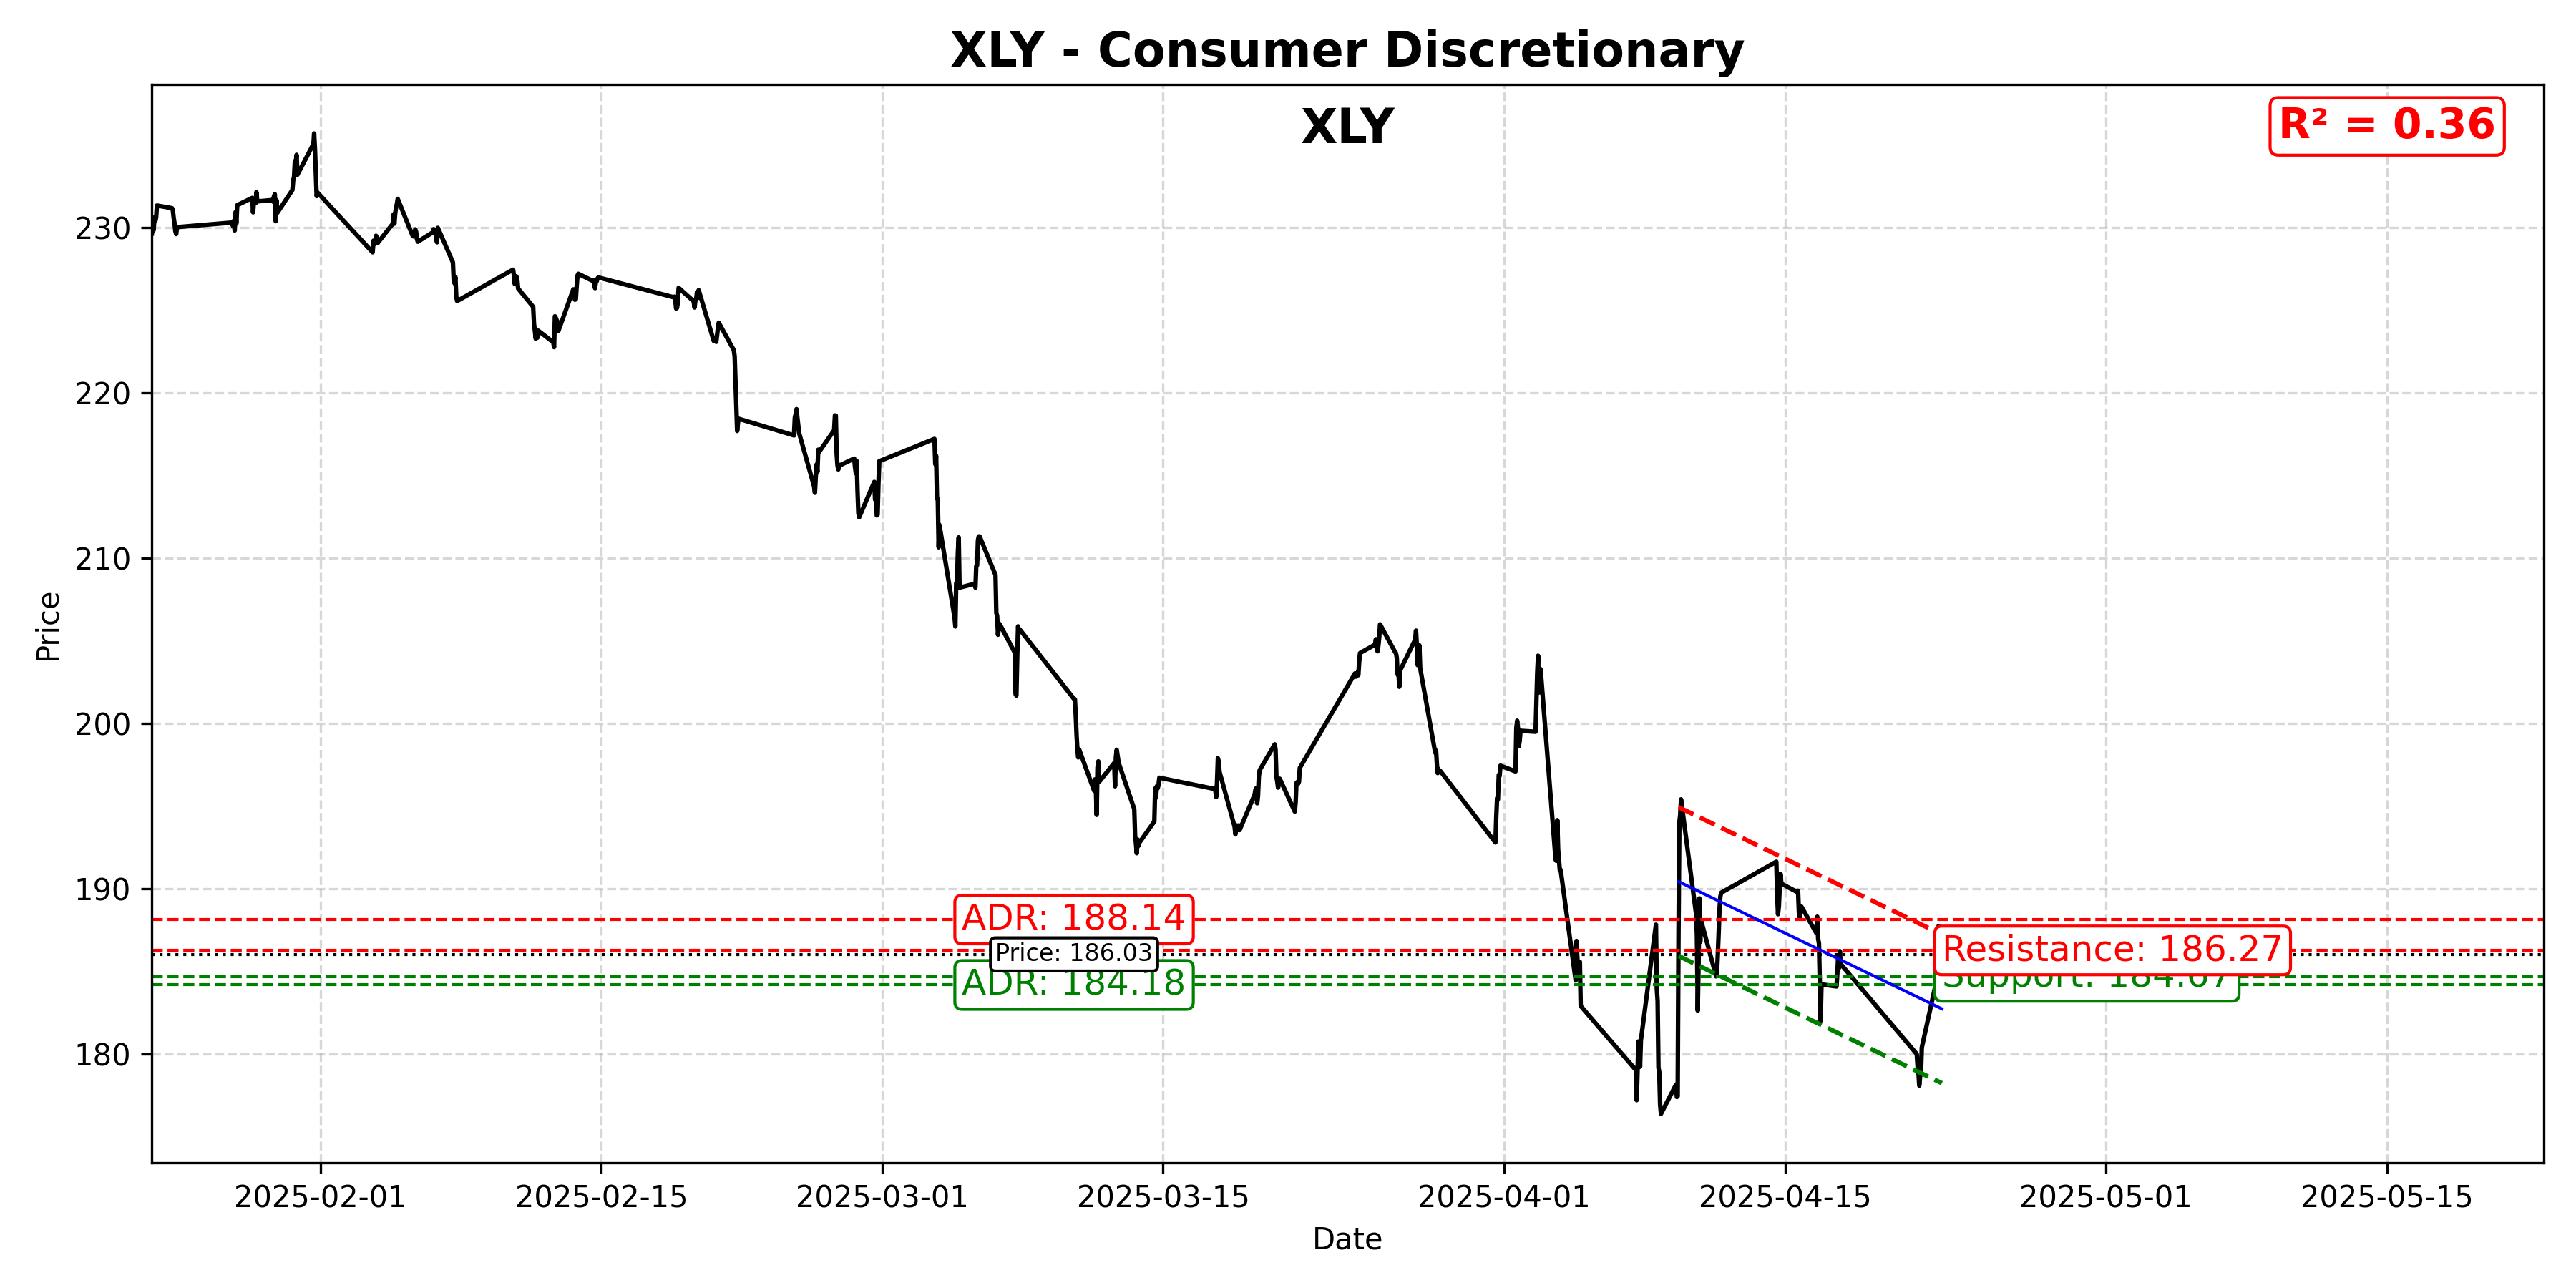 XLY - Consumer Discretionary
XLY
R² = 0.36
Price
230
220
210
200
190
180
ADR: 188.14
Price: 186.03
ADR: 184.18
Resistance: 186.27
Support: 184.67
2025-02-01
2025-02-15
2025-03-01
2025-03-15
2025-04-01
2025-04-15
2025-05-01
2025-05-15
Date